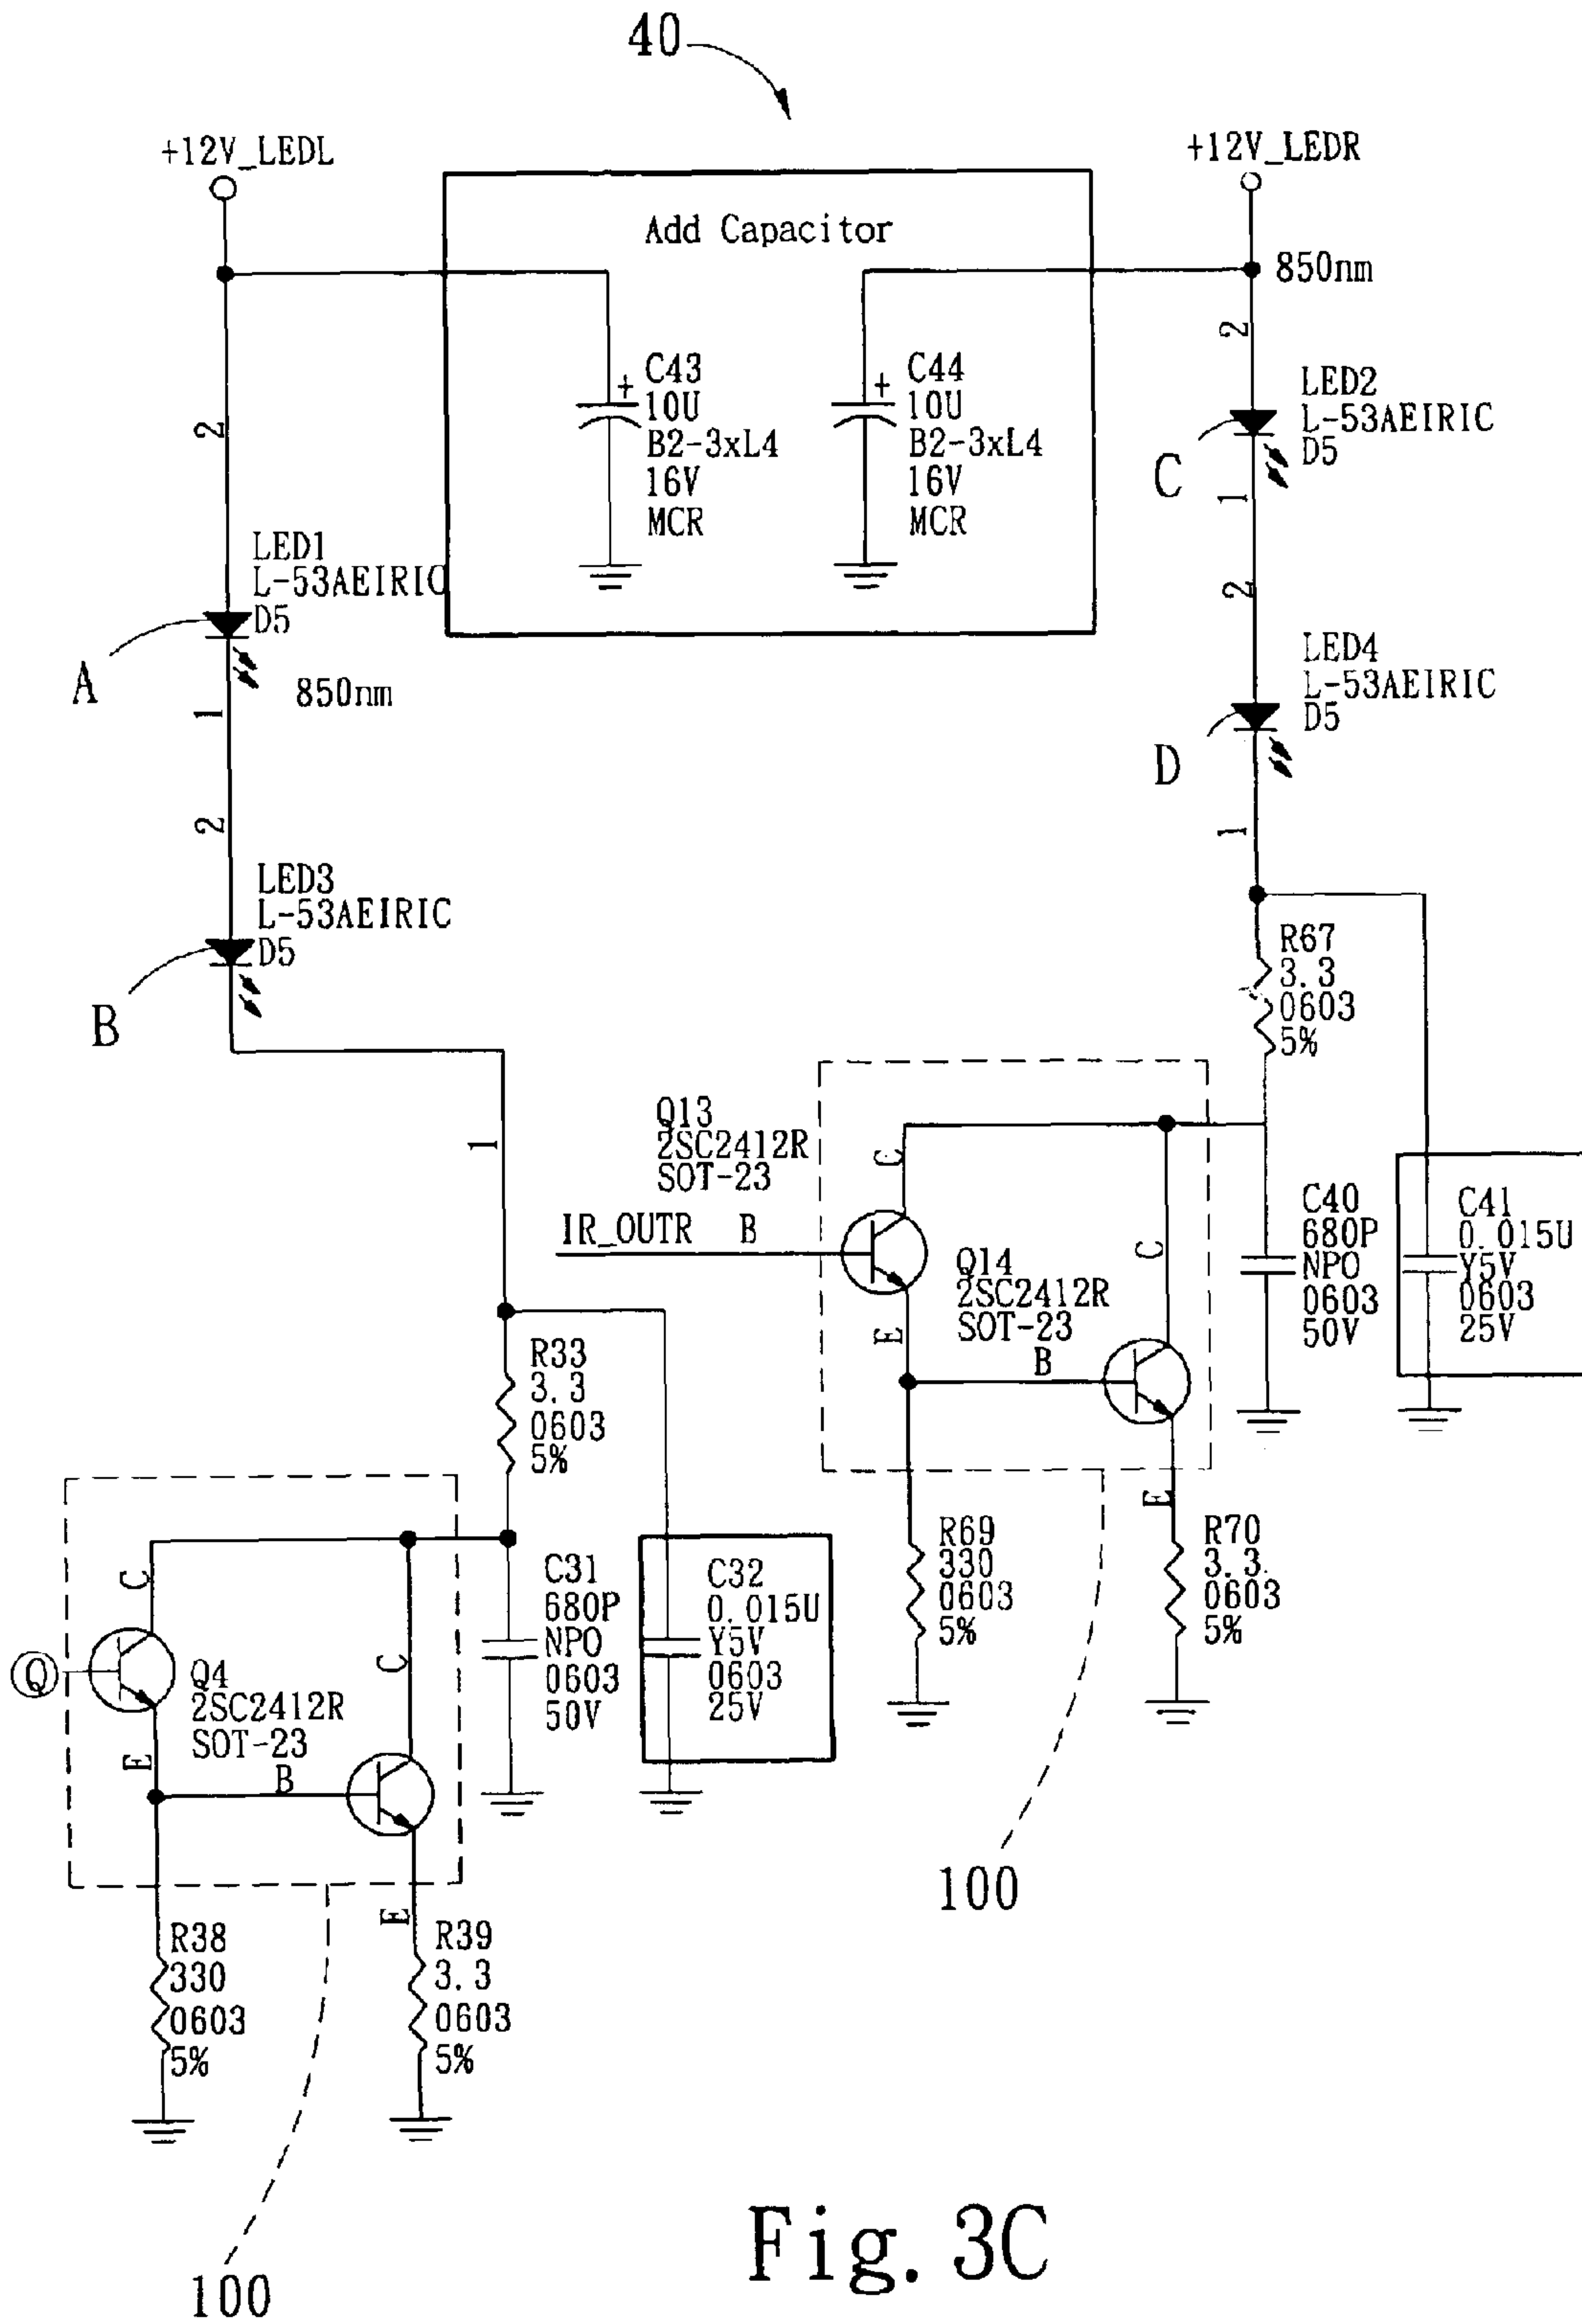 40
+12V_LEDL
+12V_LEDR
Add Capacitor
850nm
2
C43
10U
B2-3xL4
16V
MCR
C44
10U
B2-3xL4
16V
MCR
LED2
L-53AEIRIC
D5
C
1
2
LED1
L-53AEIRIC
D5
A
850nm
1
2
LED4
L-53AEIRIC
D5
D
1
2
LED3
L-53AEIRIC
D5
B
1
R67
3.3
0603
5%
Q13
2SC2412R
SOT-23
C
IR_OUTR B
Q14
2SC2412R
SOT-23
C
E
B
E
C40
680P
NPO
0603
50V
C41
0.015U
Y5V
0603
25V
R33
3.3
0603
5%
R69
330
0603
5%
R70
3.3
0603
5%
C
Q
Q4
2SC2412R
SOT-23
C
E
B
E
C31
680P
NPO
0603
50V
C32
0.015U
Y5V
0603
25V
100
R38
330
0603
5%
R39
3.3
0603
5%
100
Fig. 3C